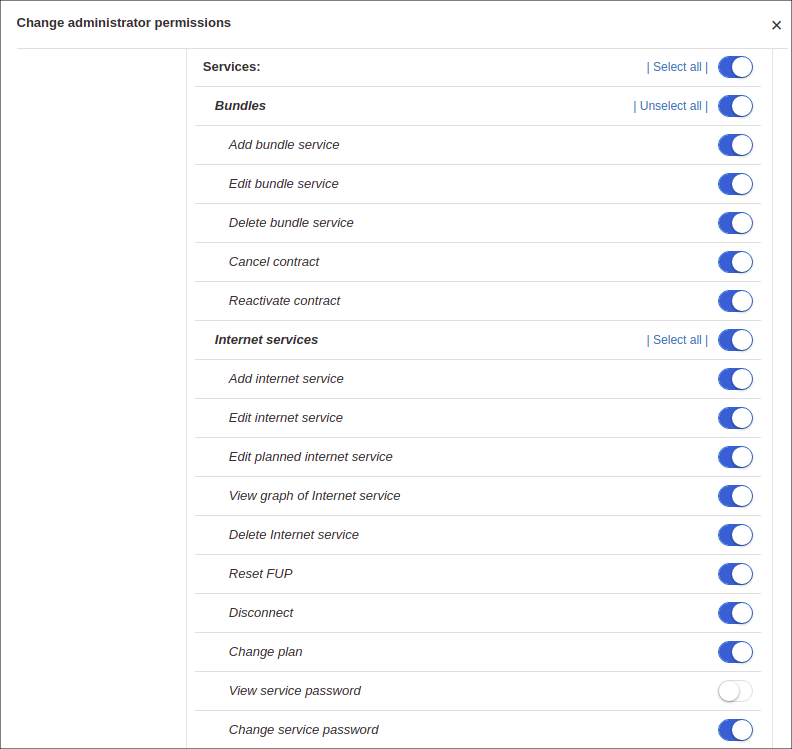 Change administrator permissions
×
Services: | Select all |
Bundles | Unselect all |
Add bundle service
Edit bundle service
Delete bundle service
Cancel contract
Reactivate contract
Internet services | Select all |
Add internet service
Edit internet service
Edit planned internet service
View graph of Internet service
Delete Internet service
Reset FUP
Disconnect
Change plan
View service password
Change service password